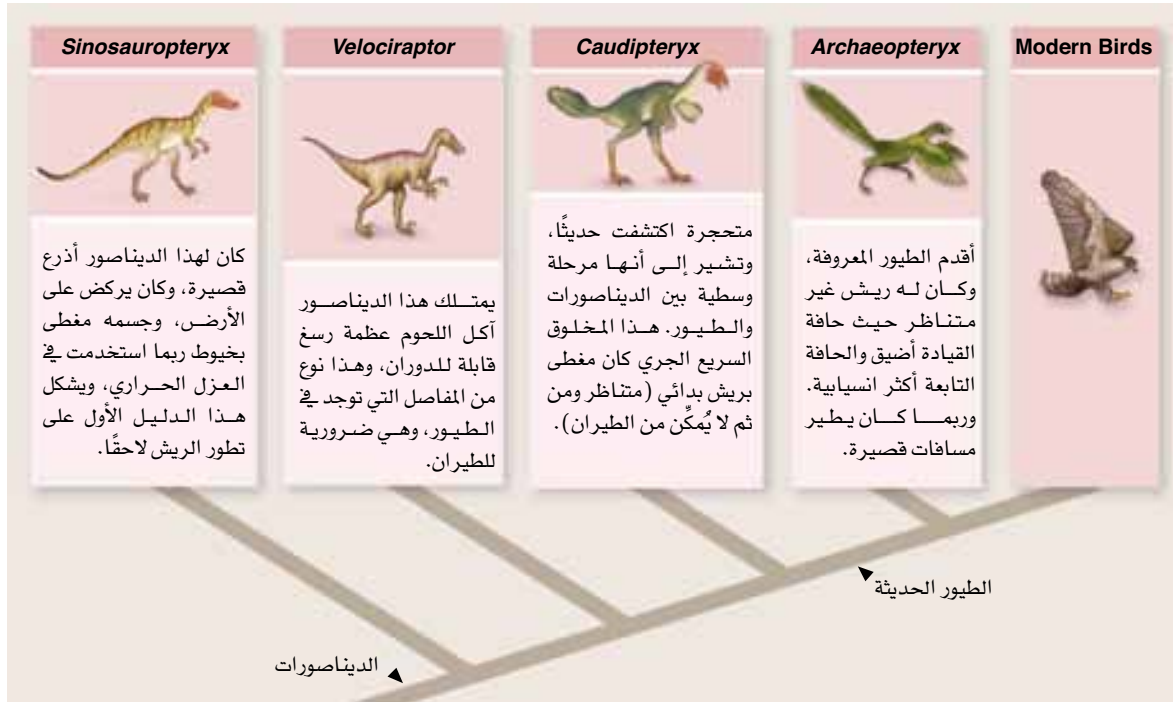 Sinosauropteryx
Velociraptor
Caudipteryx
Archaeopteryx
Modern Birds
كان لهذا الديناصور أذرع
قصيرة، وكان يركض على
الأرض، وجسمه مغطى
بخيوط ربما استخدمت في
العزل الحراري، ويشكل
هذا الدليل الأول على
تطور الريش لاحقًا.
يمتلك هذا الديناصور
آكل اللحوم عظمة رسغ
قابلة للدوران، وهذا نوع
من المفاصل التي توجد في
الطيور، وهي ضرورية
للطيران.
متحجرة اكتشفت حديثًا،
وتشير إلى أنها مرحلة
وسطية بين الديناصورات
والطيور. هذا المخلوق
السريع الجري كان مغطى
بريش بدائي (متناظر ومن
ثم لا يُمكِّن من الطيران).
أقدم الطيور المعروفة،
وكان له ريش غير
متناظر حيث حافة
القيادة أضيق والحافة
التابعة أكثر انسيابية.
وربما كان يطير
مسافات قصيرة.
الطيور الحديثة
الديناصورات